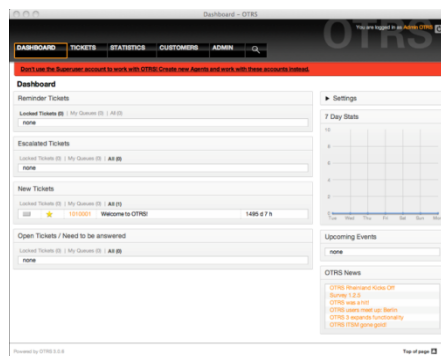 Dashboard – OTRS
OTRS
You are logged in as Admin OTRS
DASHBOARD TICKETS STATISTICS CUSTOMERS ADMIN
Don't use the Superuser account to work with OTRS! Create new Agents and work with these accounts instead.
Dashboard
Reminder Tickets
Locked Tickets (0) | My Queues (0) | All (0)
none
Escalated Tickets
Locked Tickets (0) | My Queues (0) | All (0)
none
New Tickets
Locked Tickets (0) | My Queues (0) | All (1)
1010001 Welcome to OTRS! 1495 d 7 h
Open Tickets / Need to be answered
Locked Tickets (0) | My Queues (0) | All (0)
none
Settings
7 Day Stats
10
8
6
4
2
0
Tue Wed Thu Fri Sat Sun Mon
Upcoming Events
none
OTRS News
OTRS Rheinland Kicks Off
Survey 1.2.5
OTRS was a hit!
OTRS users meet up: Berlin
OTRS 3 expands functionality
OTRS ITSM gone gold!
Powered by OTRS
Top of page